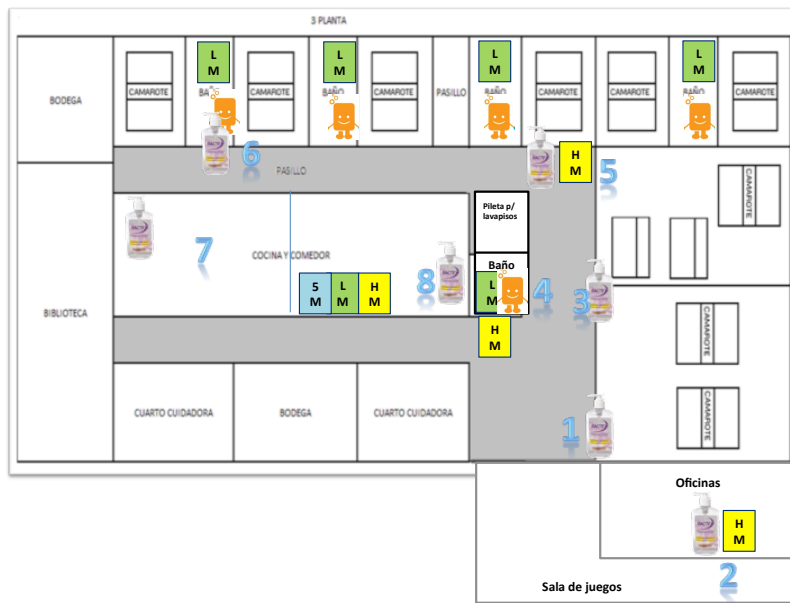 3 PLANTA
BODEGA
CAMAROTE
L
M
BAÑO
CAMAROTE
L
M
BAÑO
CAMAROTE
PASILLO
L
M
BAÑO
CAMAROTE
CAMAROTE
L
M
BAÑO
CAMAROTE
6
PASILLO
H
M
5
CAMAROTE
7
COCINA Y COMEDOR
Pileta p/
lavapisos
Baño
8
5
M
L
M
H
M
L
M
4
3
BIBLIOTECA
H
M
CAMAROTE
CUARTO CUIDADORA
BODEGA
CUARTO CUIDADORA
1
CAMAROTE
Oficinas
H
M
2
Sala de juegos